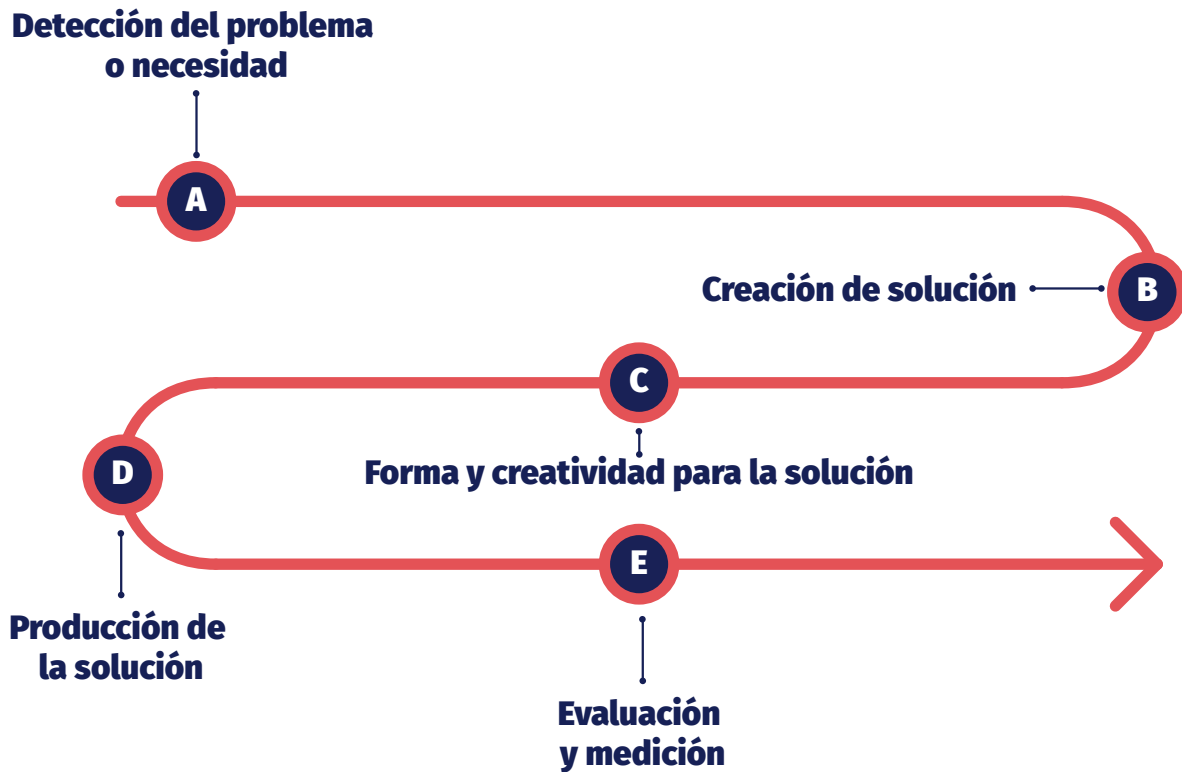 Detección del problema
o necesidad
A
Creación de solución
B
C
Forma y creatividad para la solución
D
Producción de
la solución
E
Evaluación
y medición